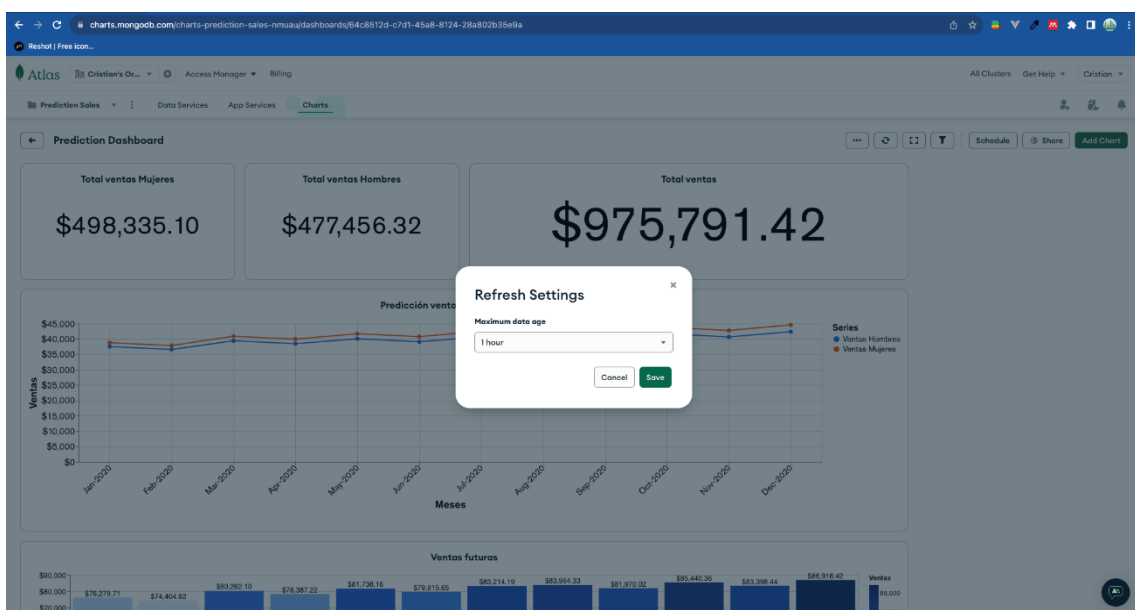 charts.mongodb.com/charts-prediction-sales-nmuau/dashboards/64c8512d-c7d1-45a8-8124-28a802b35e9a
Reshot | Free icon...
Atlas Cristian's Or... Access Manager Billing All Clusters Get Help Cristian
Prediction Sales Data Services App Services Charts
Prediction Dashboard Schedule Share Add Chart
Total ventas Mujeres Total ventas Hombres Total ventas
$498,335.10 $477,456.32 $975,791.42
Refresh Settings
Maximum data age
1 hour
Cancel Save
Predicción venta
$45,000
$40,000
$35,000
$30,000
$25,000
$20,000
$15,000
$10,000
$5,000
$0
Ventas
Series
Ventas Hombres
Ventas Mujeres
Jan-2020 Feb-2020 Mar-2020 Apr-2020 May-2020 Jun-2020 Jul-2020 Aug-2020 Sep-2020 Oct-2020 Nov-2020 Dec-2020
Meses
Ventas futuras
$90,000
$80,000
$70,000
$76,279.71 $74,404.82 $80,262.10 $78,387.22 $81,738.16 $79,815.65 $83,214.19 $83,964.33 $81,970.02 $85,440.36 $83,398.44 $86,916.42
Ventas
86,000